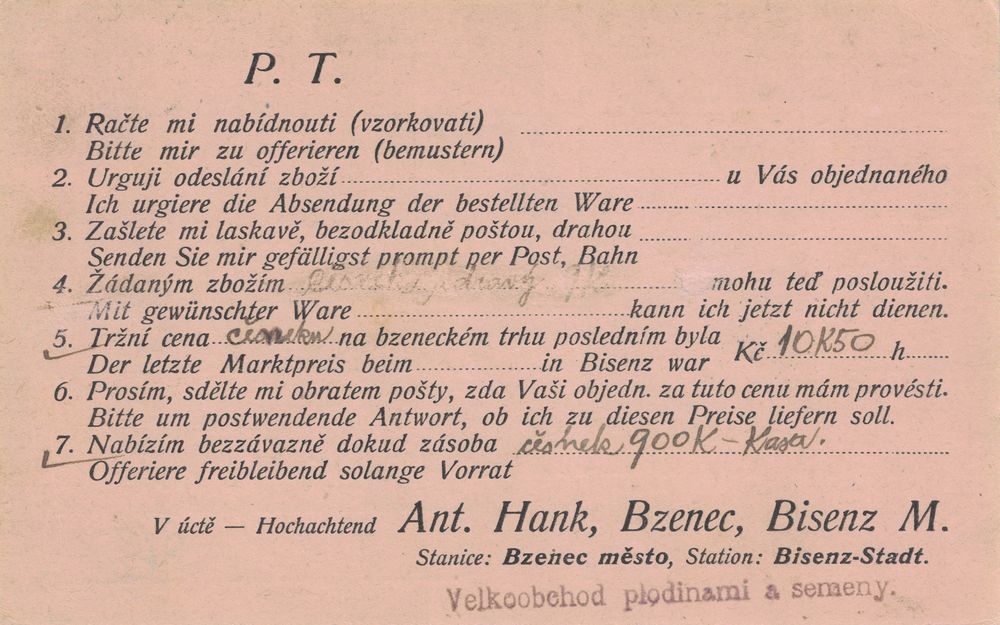 P. T.
1. Račte mi nabídnouti (vzorkovati)
Bitte mir zu offerieren (bemustern)
2. Urguji odeslání zboží u Vás objednaného
Ich urgiere die Absendung der bestellten Ware
3. Zašlete mi laskavě, bezodkladně poštou, drahou
Senden Sie mir gefälligst prompt per Post, Bahn
4. Žádaným zbožím mohu teď posloužiti.
Mit gewünschter Ware kann ich jetzt nicht dienen.
5. Tržní cena česneku na bzeneckém trhu posledním byla Kč 10K50 h
Der letzte Marktpreis beim in Bisenz war
6. Prosím, sdělte mi obratem pošty, zda Vaši objedn. za tuto cenu mám provésti.
Bitte um postwendende Antwort, ob ich zu diesen Preise liefern soll.
7. Nabízím bezzávazně dokud zásoba česnek 900K - Kasa.
Offeriere freibleibend solange Vorrat
V úctě — Hochachtend Ant. Hank, Bzenec, Bisenz M.
Stanice: Bzenec město, Station: Bisenz-Stadt.
Velkoobchod plodinami a semeny.